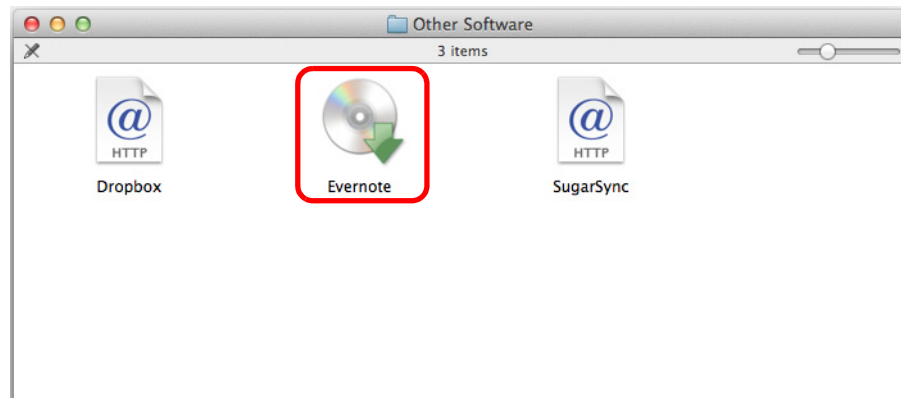 Other Software
3 items
@ @
HTTP HTTP
Dropbox Evernote SugarSync